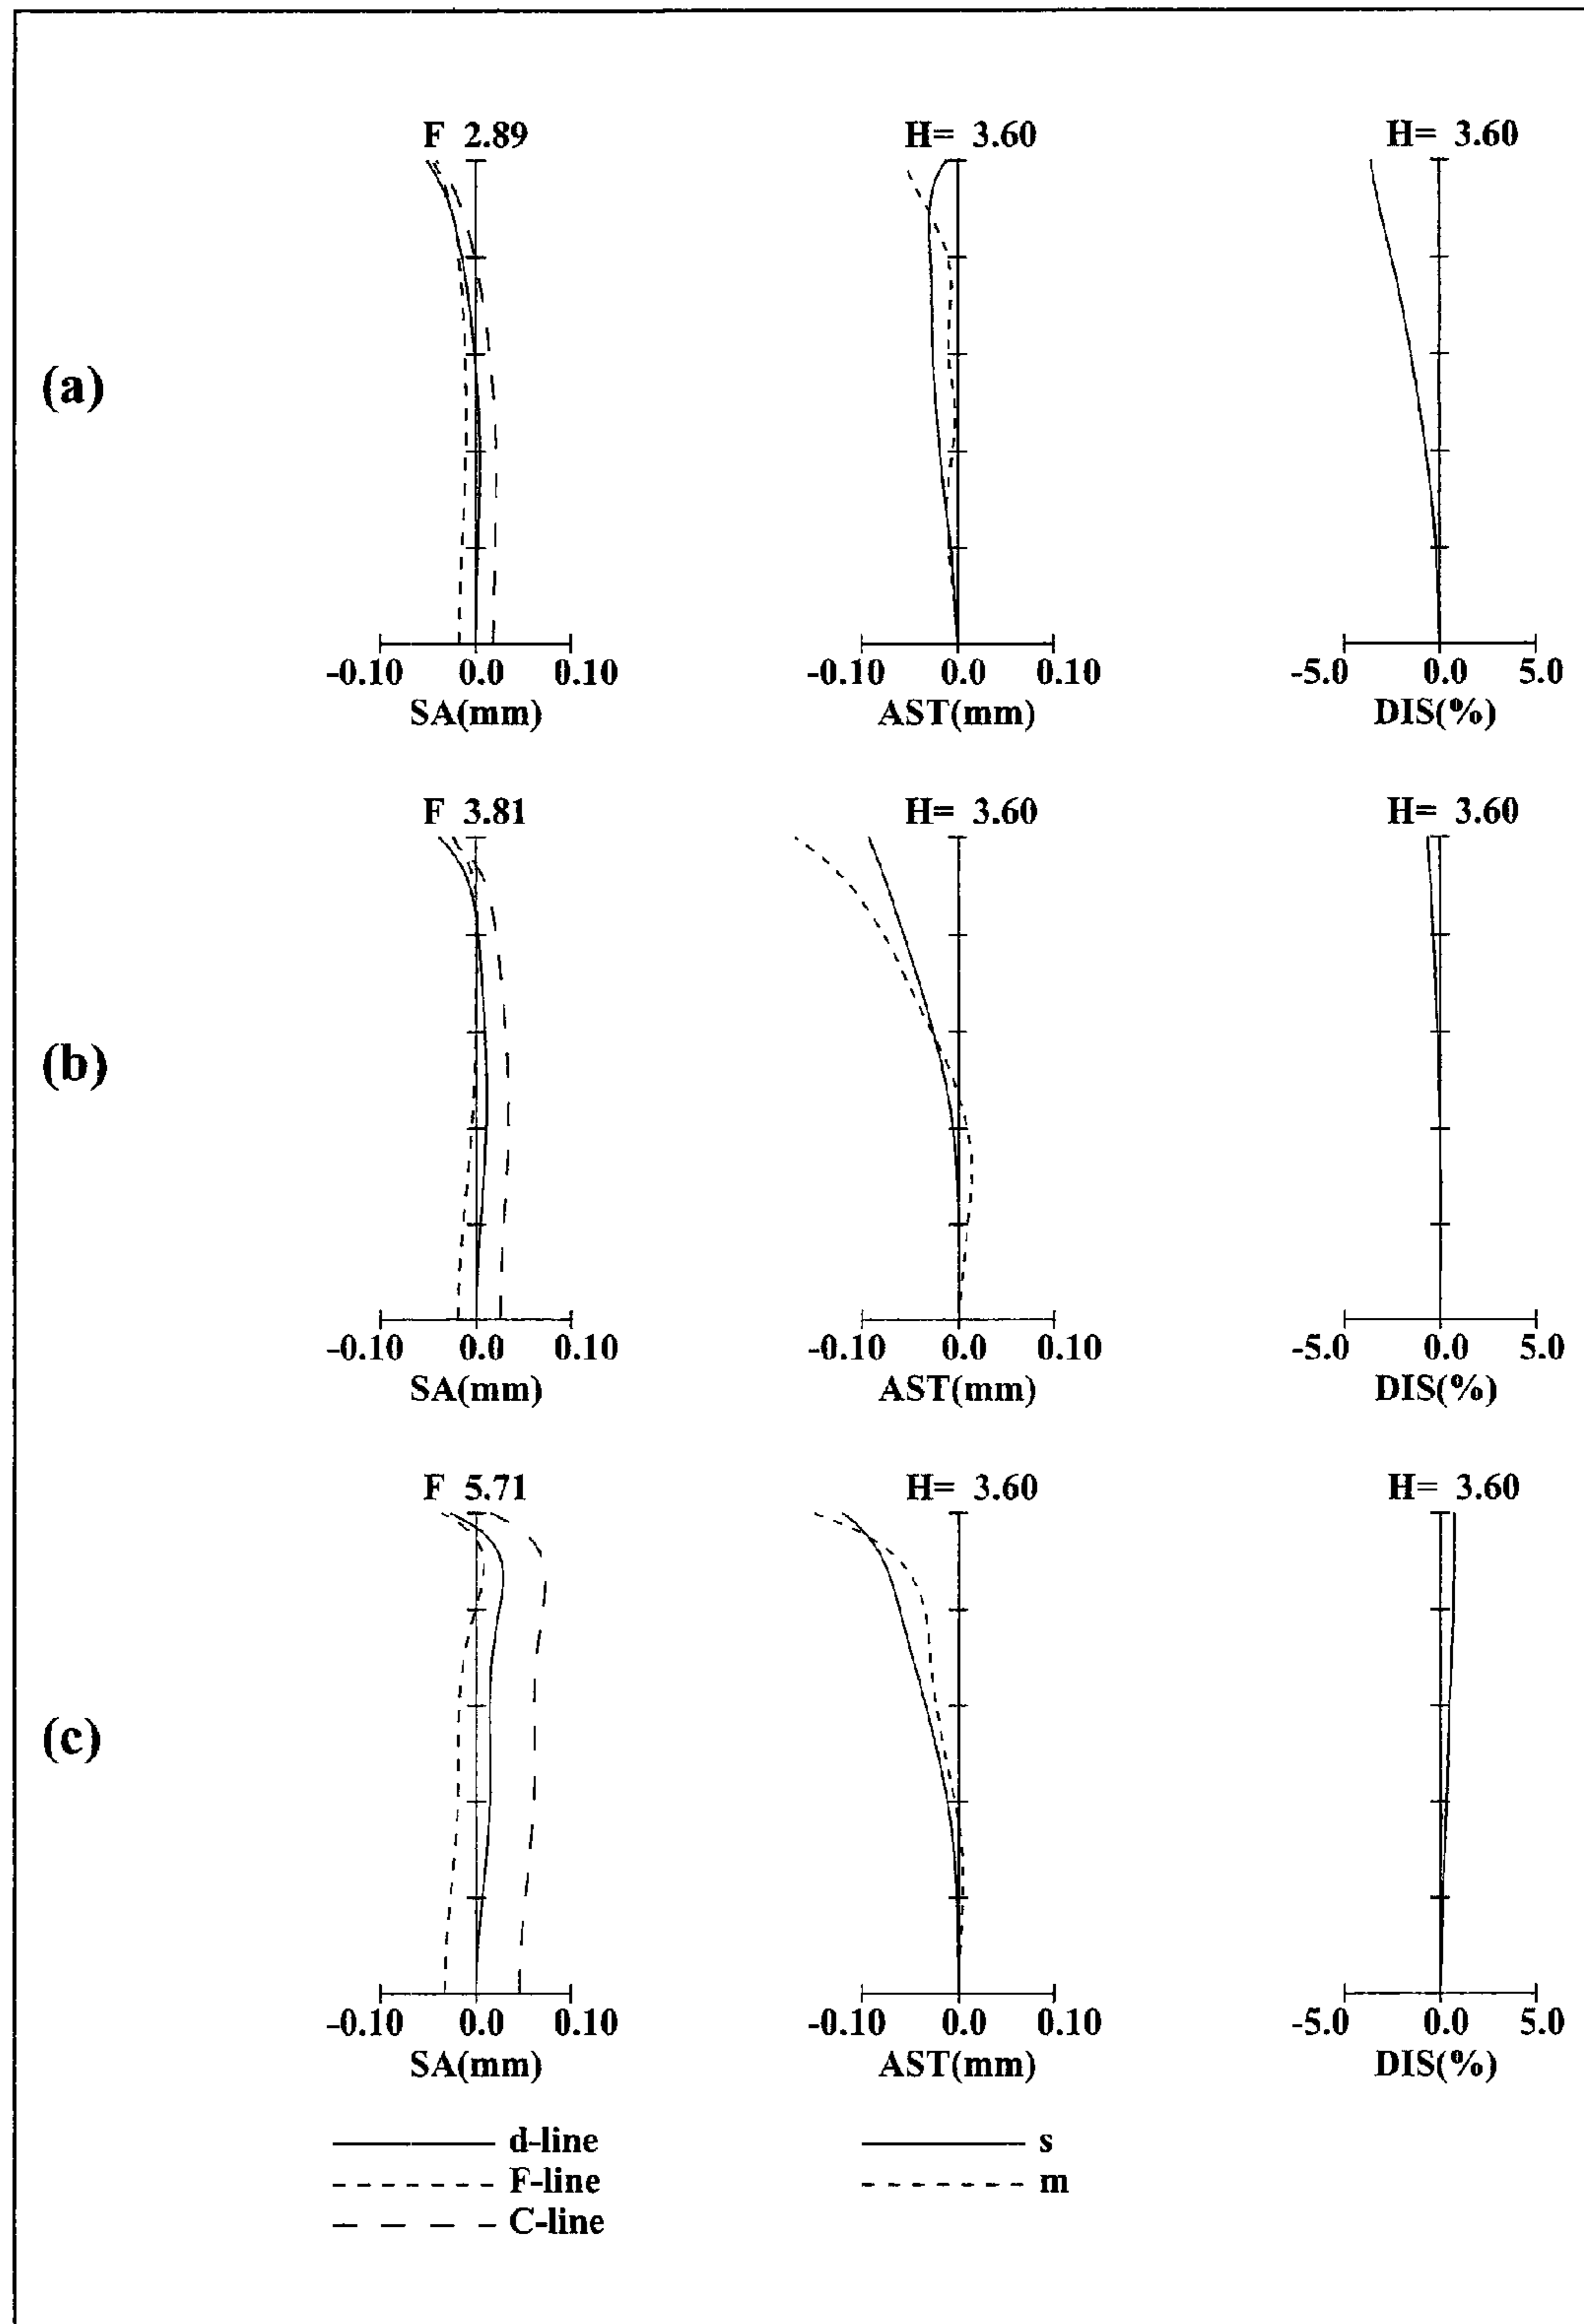 F 2.89 H= 3.60 H= 3.60
(a)
-0.10 0.0 0.10 -0.10 0.0 0.10 -5.0 0.0 5.0
SA(mm) AST(mm) DIS(%)
F 3.81 H= 3.60 H= 3.60
(b)
-0.10 0.0 0.10 -0.10 0.0 0.10 -5.0 0.0 5.0
SA(mm) AST(mm) DIS(%)
F 5.71 H= 3.60 H= 3.60
(c)
-0.10 0.0 0.10 -0.10 0.0 0.10 -5.0 0.0 5.0
SA(mm) AST(mm) DIS(%)
d-line s
F-line m
C-line